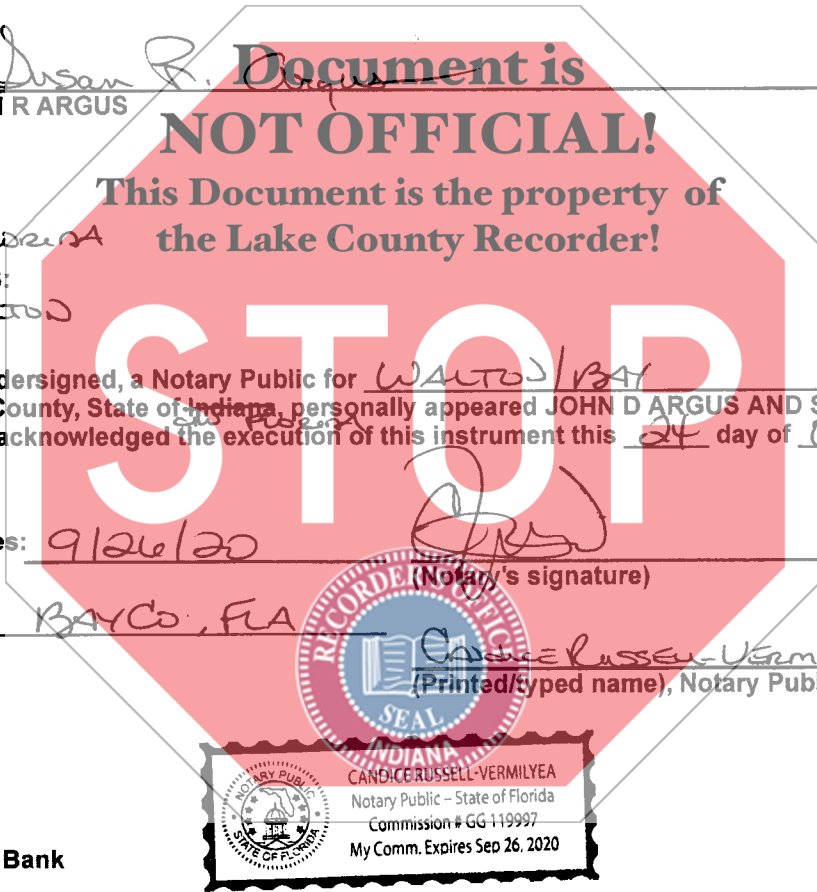 Susan R. Argus
R ARGUS
Document is
NOT OFFICIAL!
This Document is the property of
the Lake County Recorder!
STOP
dersigned, a Notary Public for WALTON/BAY
County, State of Indiana, personally appeared JOHN D ARGUS AND S
acknowledged the execution of this instrument this 24 day of
es: 9/26/20
(Notary's signature)
BAY CO., FLA
CANDICE RUSSELL-VERM
(Printed/typed name), Notary Publ
RECORDER OFFICE
SEAL
INDIANA
NOTARY PUBLIC
STATE OF FLORIDA
CANDICE RUSSELL-VERMILYEA
Notary Public – State of Florida
Commission # GG 119997
My Comm. Expires Sep 26, 2020
Bank